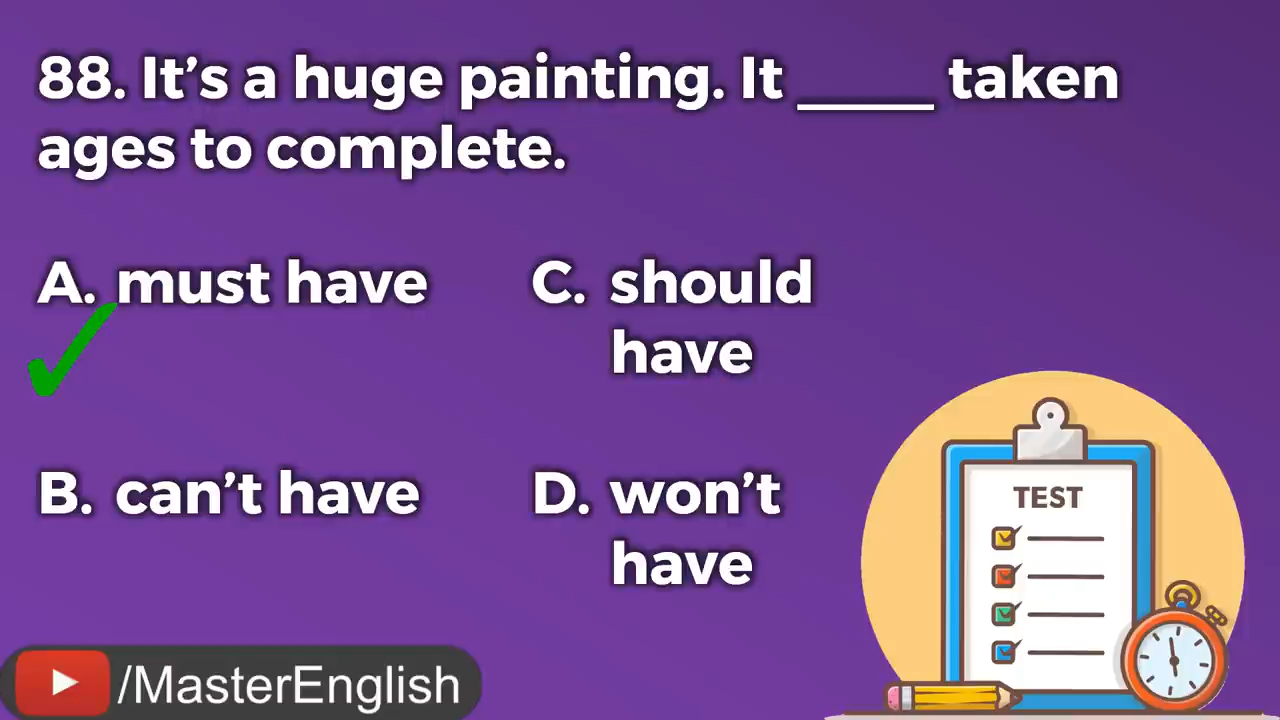 88. It's a huge painting. It _____ taken
ages to complete.
A. must have
C. should
have
B. can't have
D. won't
have
TEST
/MasterEnglish